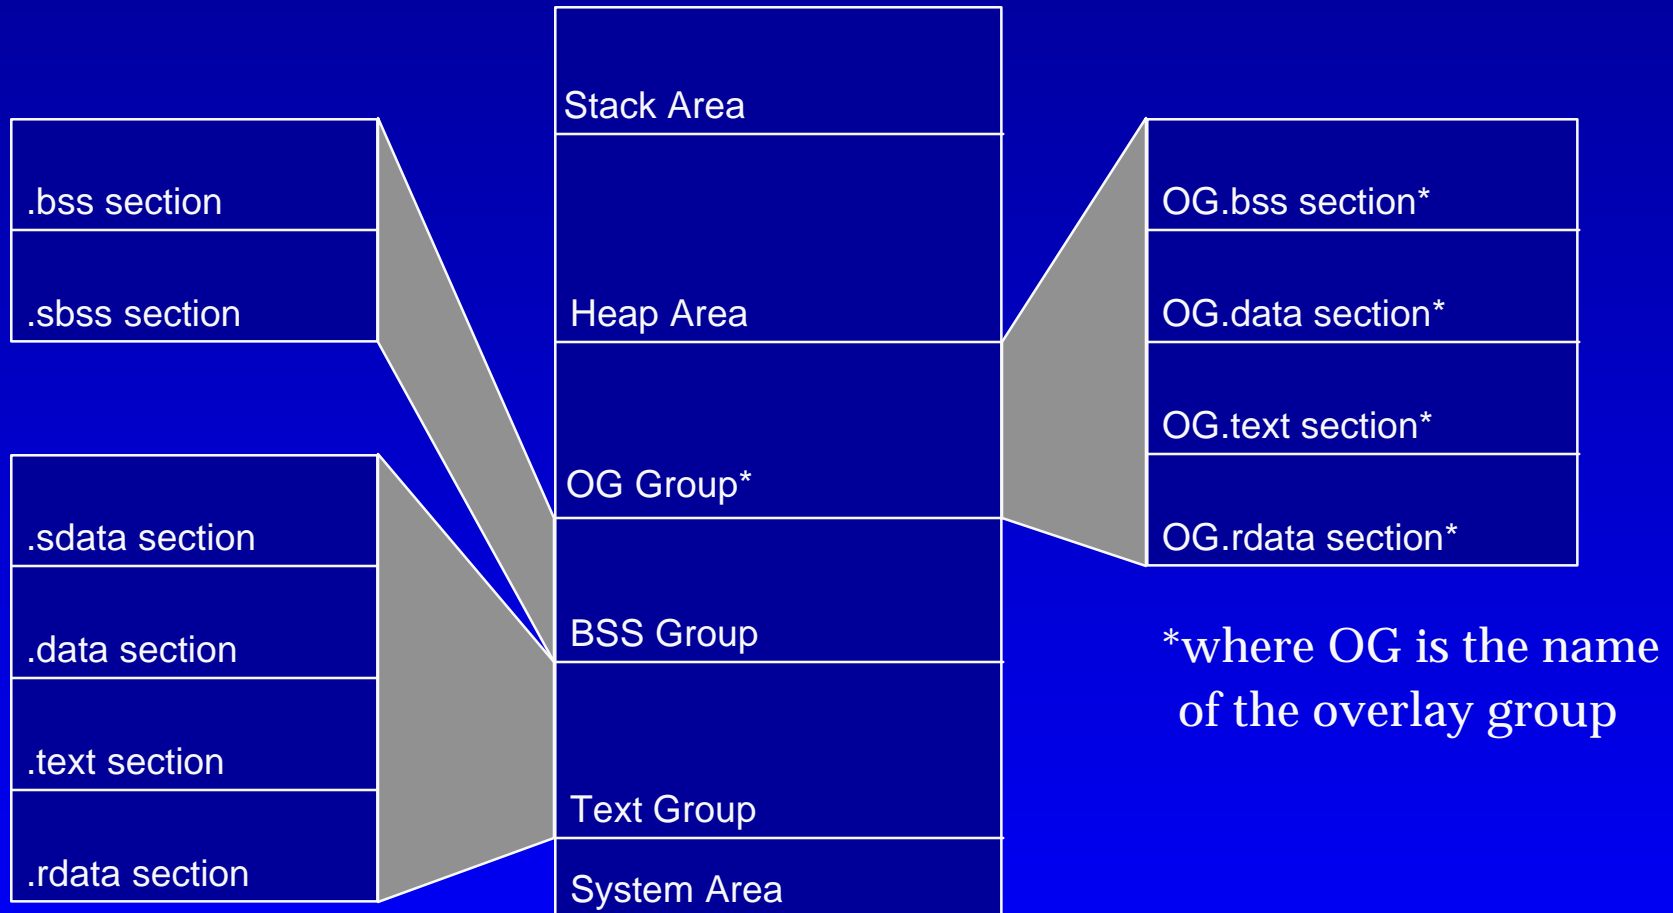 .bss section
.sbss section
.sdata section
.data section
.text section
.rdata section
Stack Area
Heap Area
OG Group*
BSS Group
Text Group
System Area
OG.bss section*
OG.data section*
OG.text section*
OG.rdata section*
*where OG is the name
of the overlay group